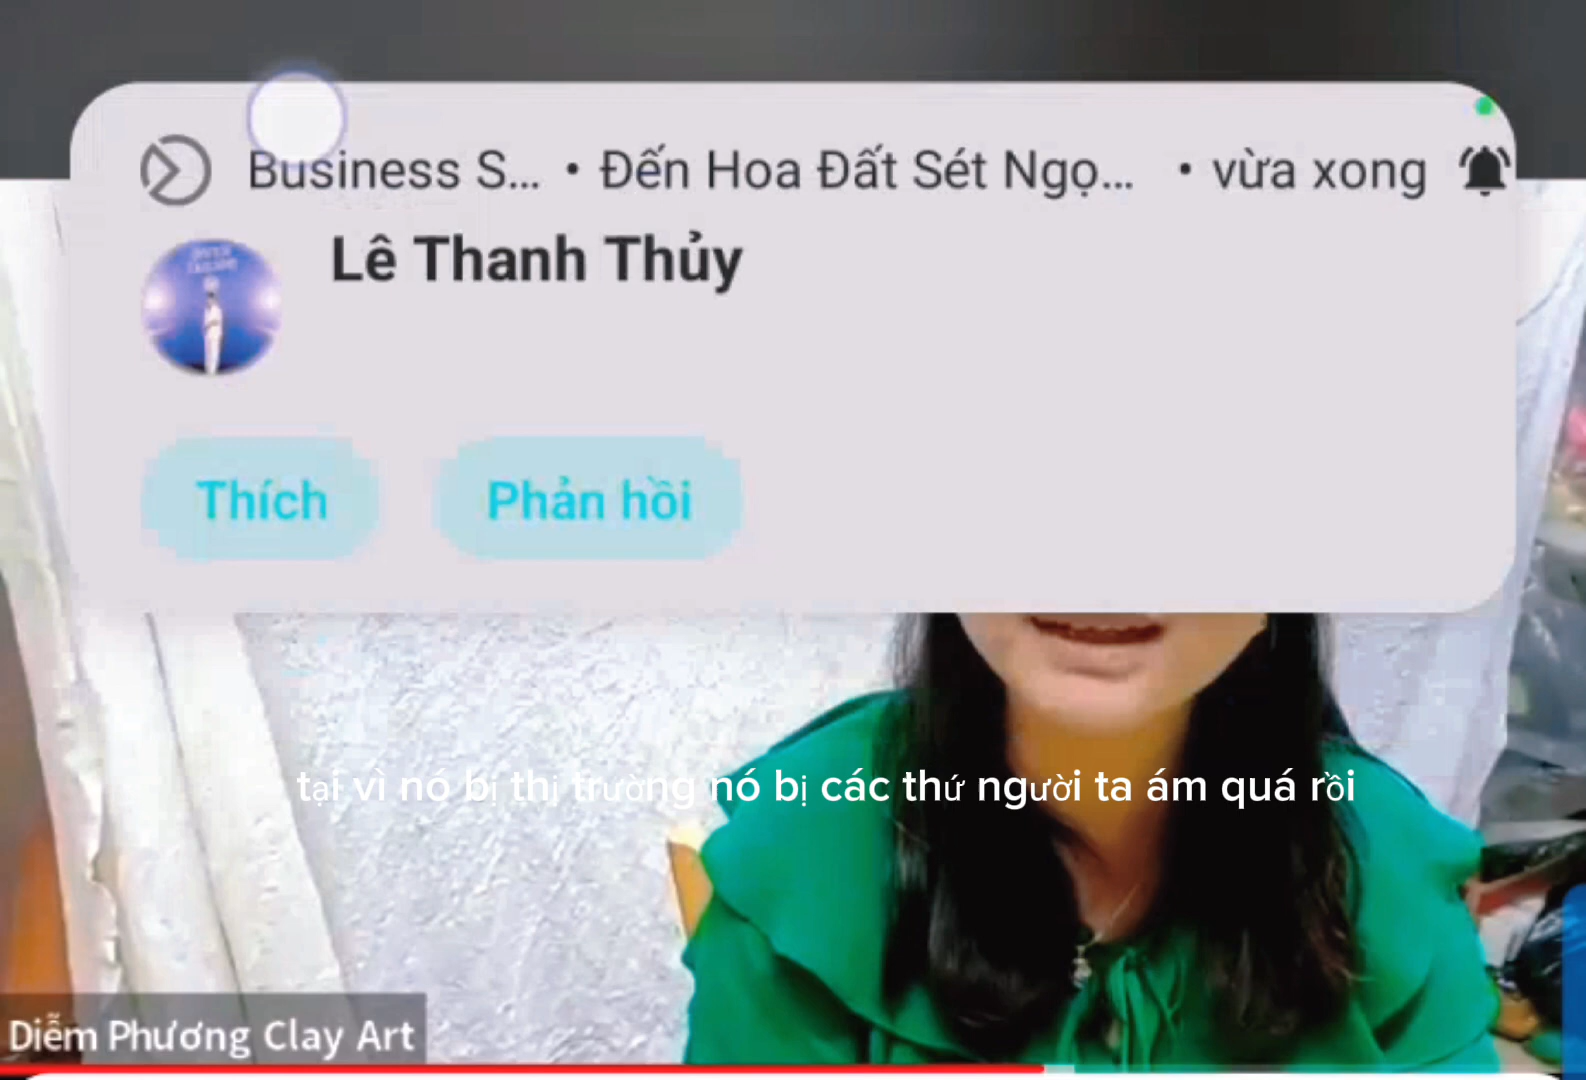 Business S... • Đến Hoa Đất Sét Ngọ... • vừa xong
Lê Thanh Thủy
Thích Phản hồi
tại vì nó bị thị trường nó bị các thứ người ta ám quá rồi
Diễm Phương Clay Art